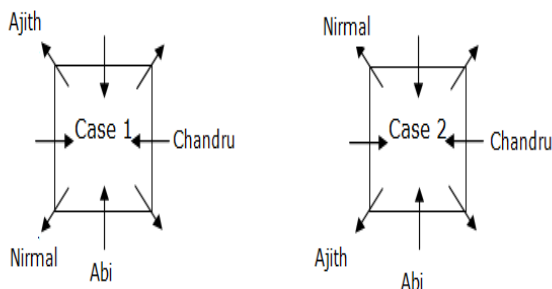 Ajith
Case 1
Chandru
Nirmal
Abi
Nirmal
Case 2
Chandru
Ajith
Abi